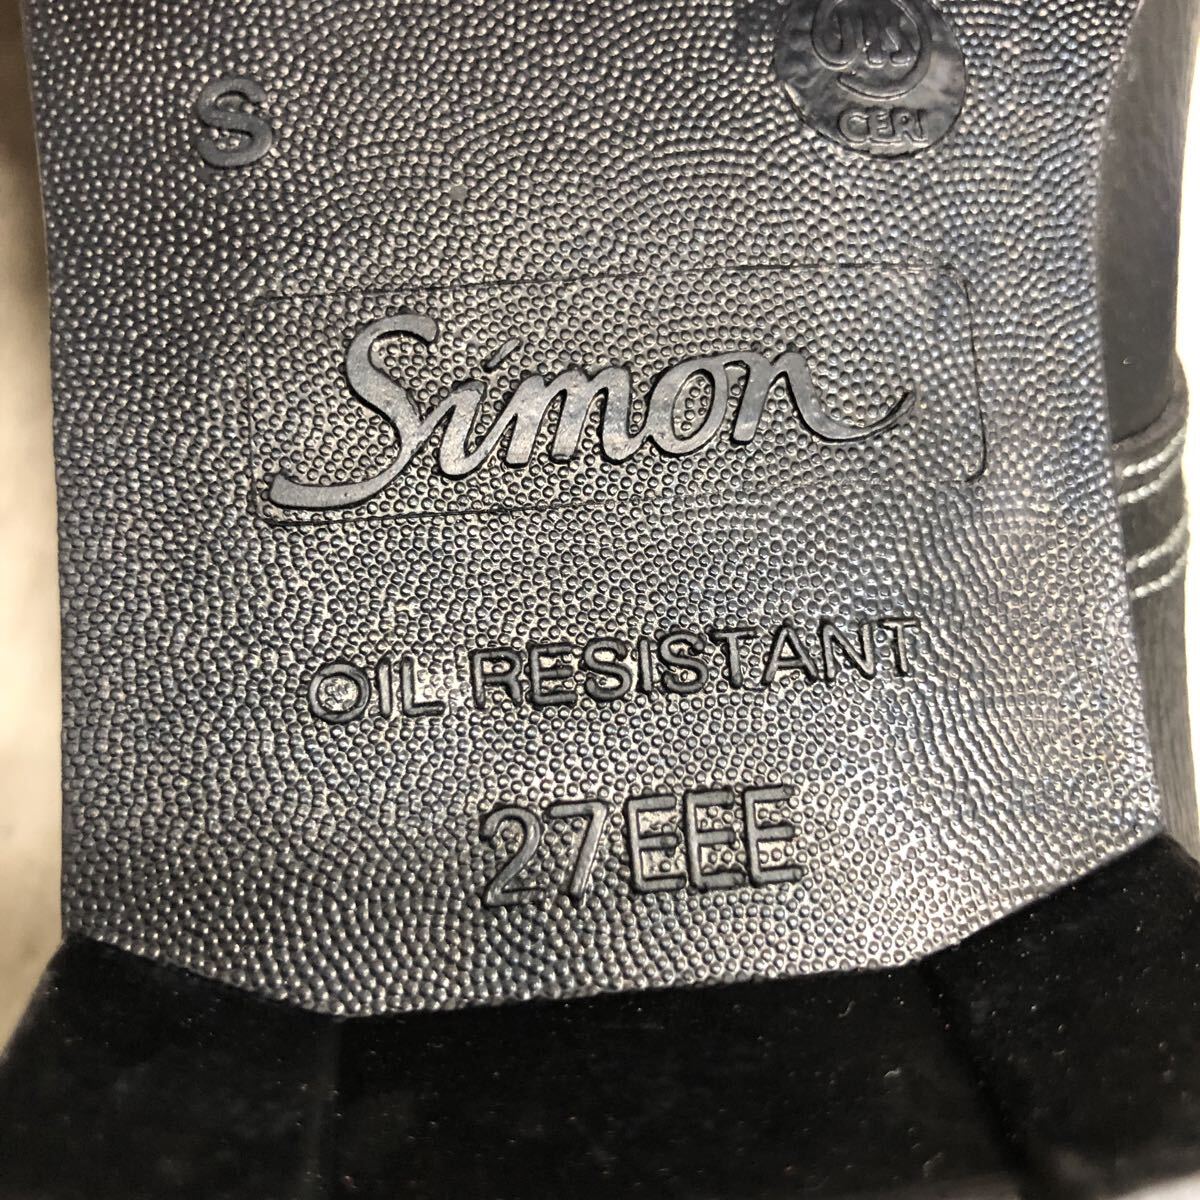 S
JIS
CERI
Simon
OIL RESISTANT
27EEE